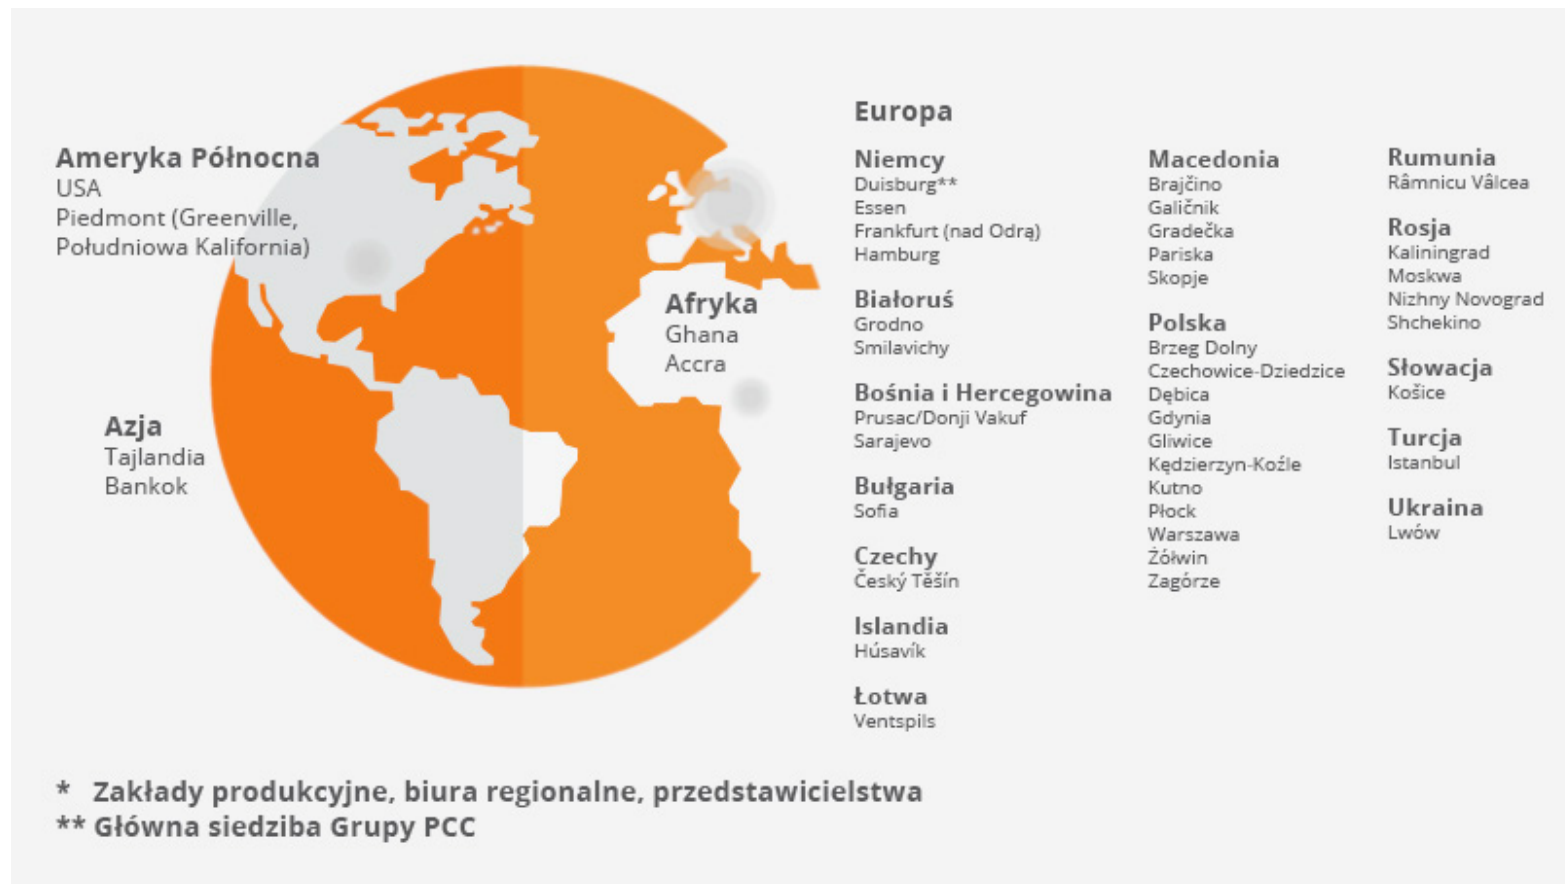 Ameryka Północna
USA
Piedmont (Greenville,
Południowa Kalifornia)
Azja
Tajlandia
Bankok
Afryka
Ghana
Accra
Europa
Niemcy
Duisburg**
Essen
Frankfurt (nad Odrą)
Hamburg
Białoruś
Grodno
Smilavichy
Bośnia i Hercegowina
Prusac/Donji Vakuf
Sarajevo
Bułgaria
Sofia
Czechy
Český Těšín
Islandia
Húsavík
Łotwa
Ventspils
Macedonia
Brajčino
Galičnik
Gradečka
Pariska
Skopje
Polska
Brzeg Dolny
Czechowice-Dziedzice
Dębica
Gdynia
Gliwice
Kędzierzyn-Koźle
Kutno
Płock
Warszawa
Żółwin
Zagórze
Rumunia
Râmnicu Vâlcea
Rosja
Kaliningrad
Moskwa
Nizhny Novograd
Shchekino
Słowacja
Košice
Turcja
Istanbul
Ukraina
Lwów
* Zakłady produkcyjne, biura regionalne, przedstawicielstwa
** Główna siedziba Grupy PCC